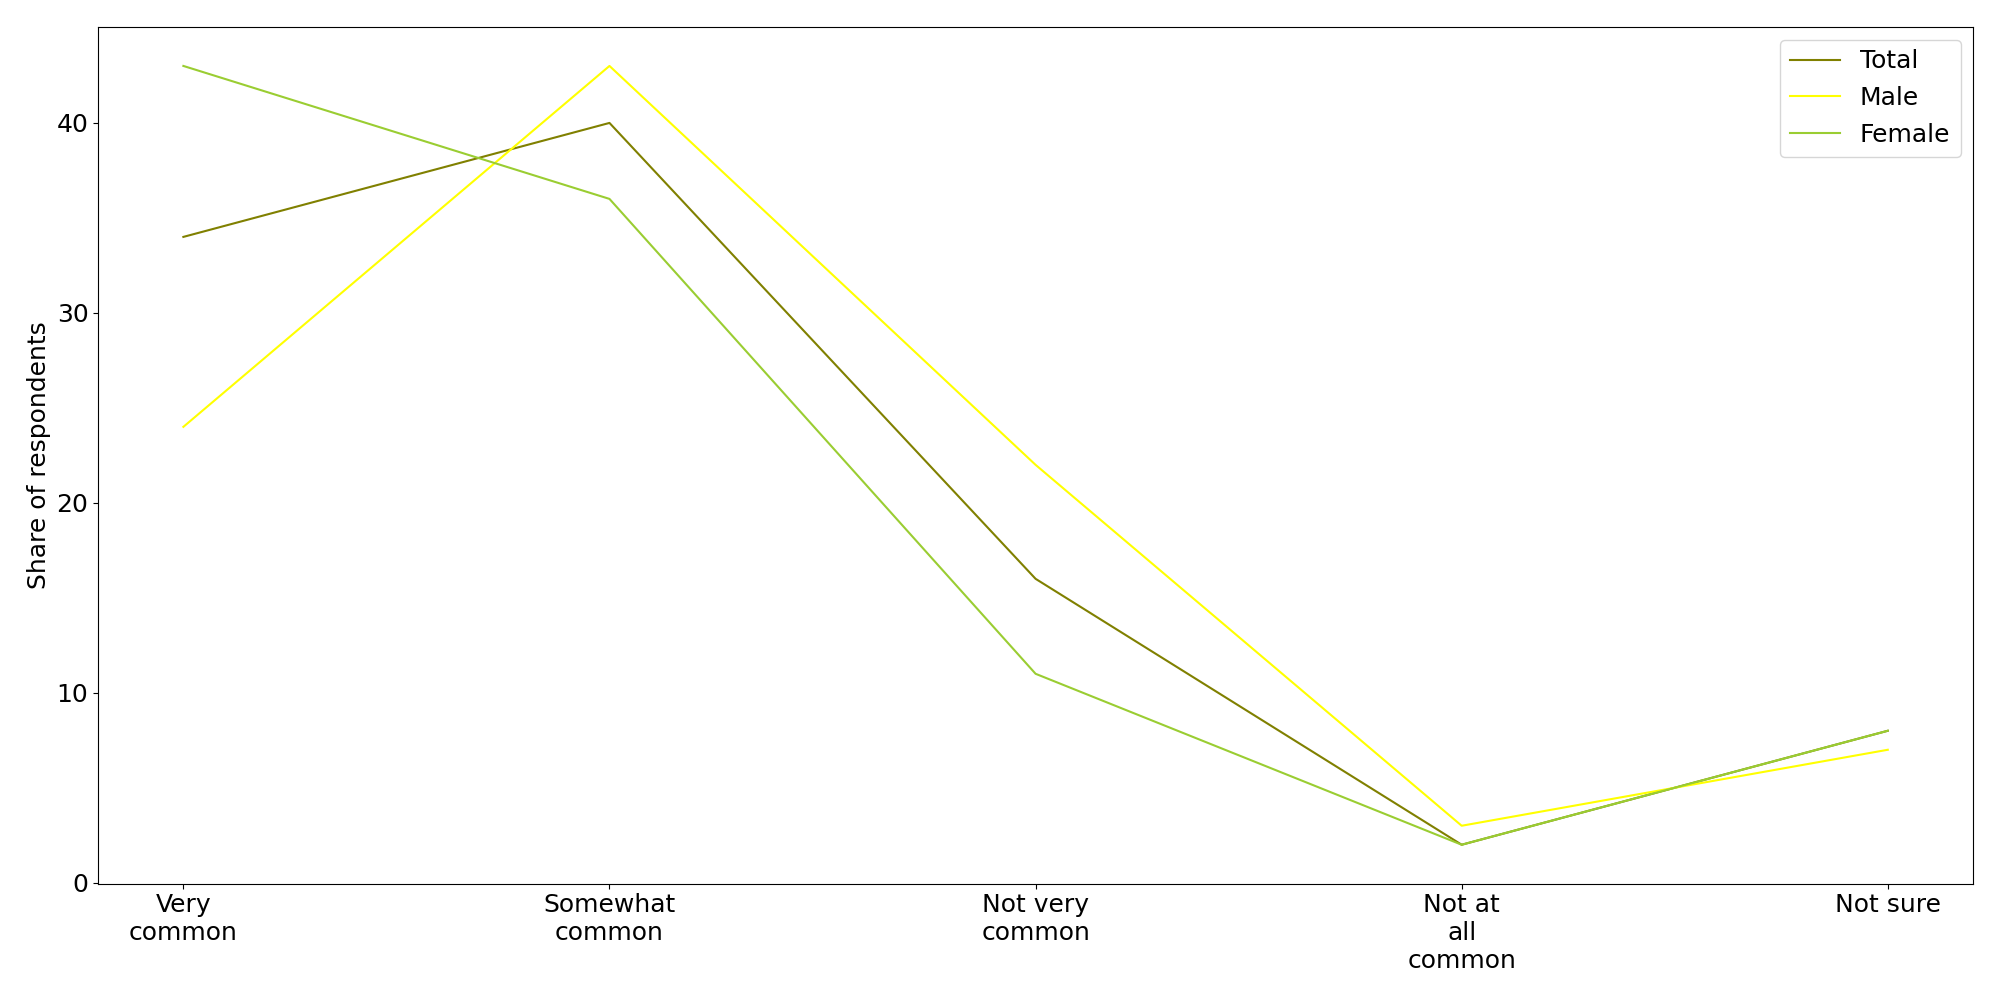 Total
Male
Female
Share of respondents
40
30
20
10
0
Very
common
Somewhat
common
Not very
common
Not at
all
common
Not sure